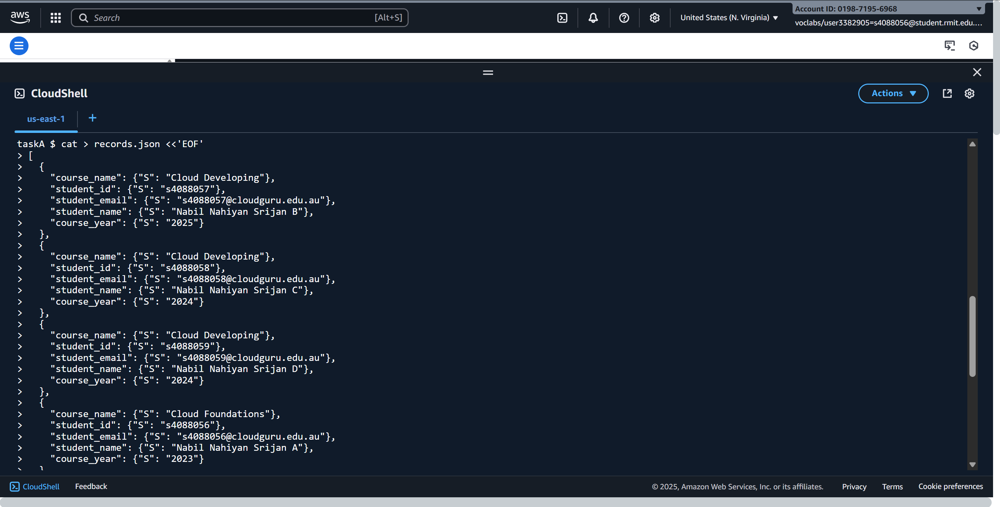 aws
Search [Alt+S]
United States (N. Virginia) ▼
Account ID: 0198-7195-6968
voclabs/user3382905=s4088056@student.rmit.edu....
CloudShell
Actions ▼
us-east-1 +
taskA $ cat > records.json <<'EOF'
> [
>   {
>     "course_name": {"S": "Cloud Developing"},
>     "student_id": {"S": "s4088057"},
>     "student_email": {"S": "s4088057@cloudguru.edu.au"},
>     "student_name": {"S": "Nabil Nahiyan Srijan B"},
>     "course_year": {"S": "2025"}
>   },
>   {
>     "course_name": {"S": "Cloud Developing"},
>     "student_id": {"S": "s4088058"},
>     "student_email": {"S": "s4088058@cloudguru.edu.au"},
>     "student_name": {"S": "Nabil Nahiyan Srijan C"},
>     "course_year": {"S": "2024"}
>   },
>   {
>     "course_name": {"S": "Cloud Developing"},
>     "student_id": {"S": "s4088059"},
>     "student_email": {"S": "s4088059@cloudguru.edu.au"},
>     "student_name": {"S": "Nabil Nahiyan Srijan D"},
>     "course_year": {"S": "2024"}
>   },
>   {
>     "course_name": {"S": "Cloud Foundations"},
>     "student_id": {"S": "s4088056"},
>     "student_email": {"S": "s4088056@cloudguru.edu.au"},
>     "student_name": {"S": "Nabil Nahiyan Srijan A"},
>     "course_year": {"S": "2023"}
>   }
CloudShell Feedback © 2025, Amazon Web Services, Inc. or its affiliates. Privacy Terms Cookie preferences